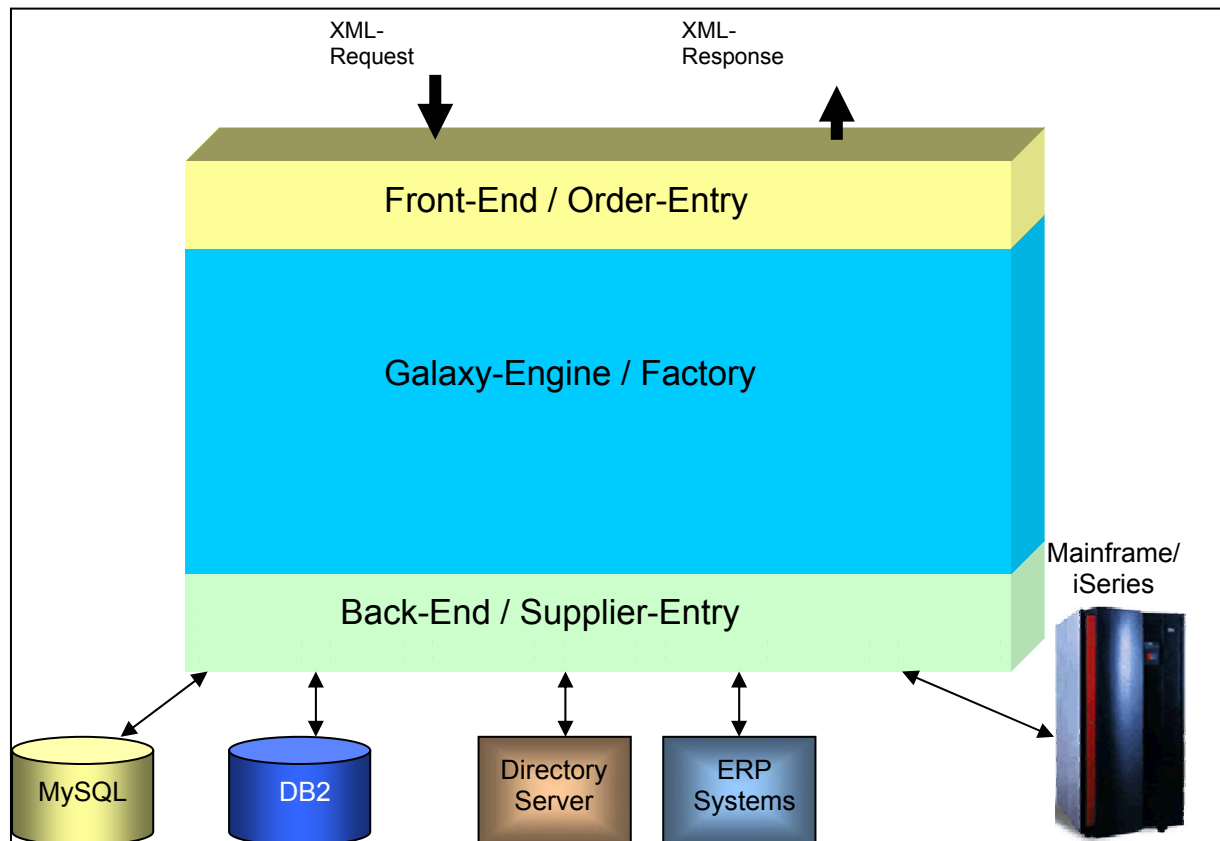 XML-
Request
XML-
Response
Front-End / Order-Entry
Galaxy-Engine / Factory
Back-End / Supplier-Entry
Mainframe/
iSeries
MySQL
DB2
Directory
Server
ERP
Systems